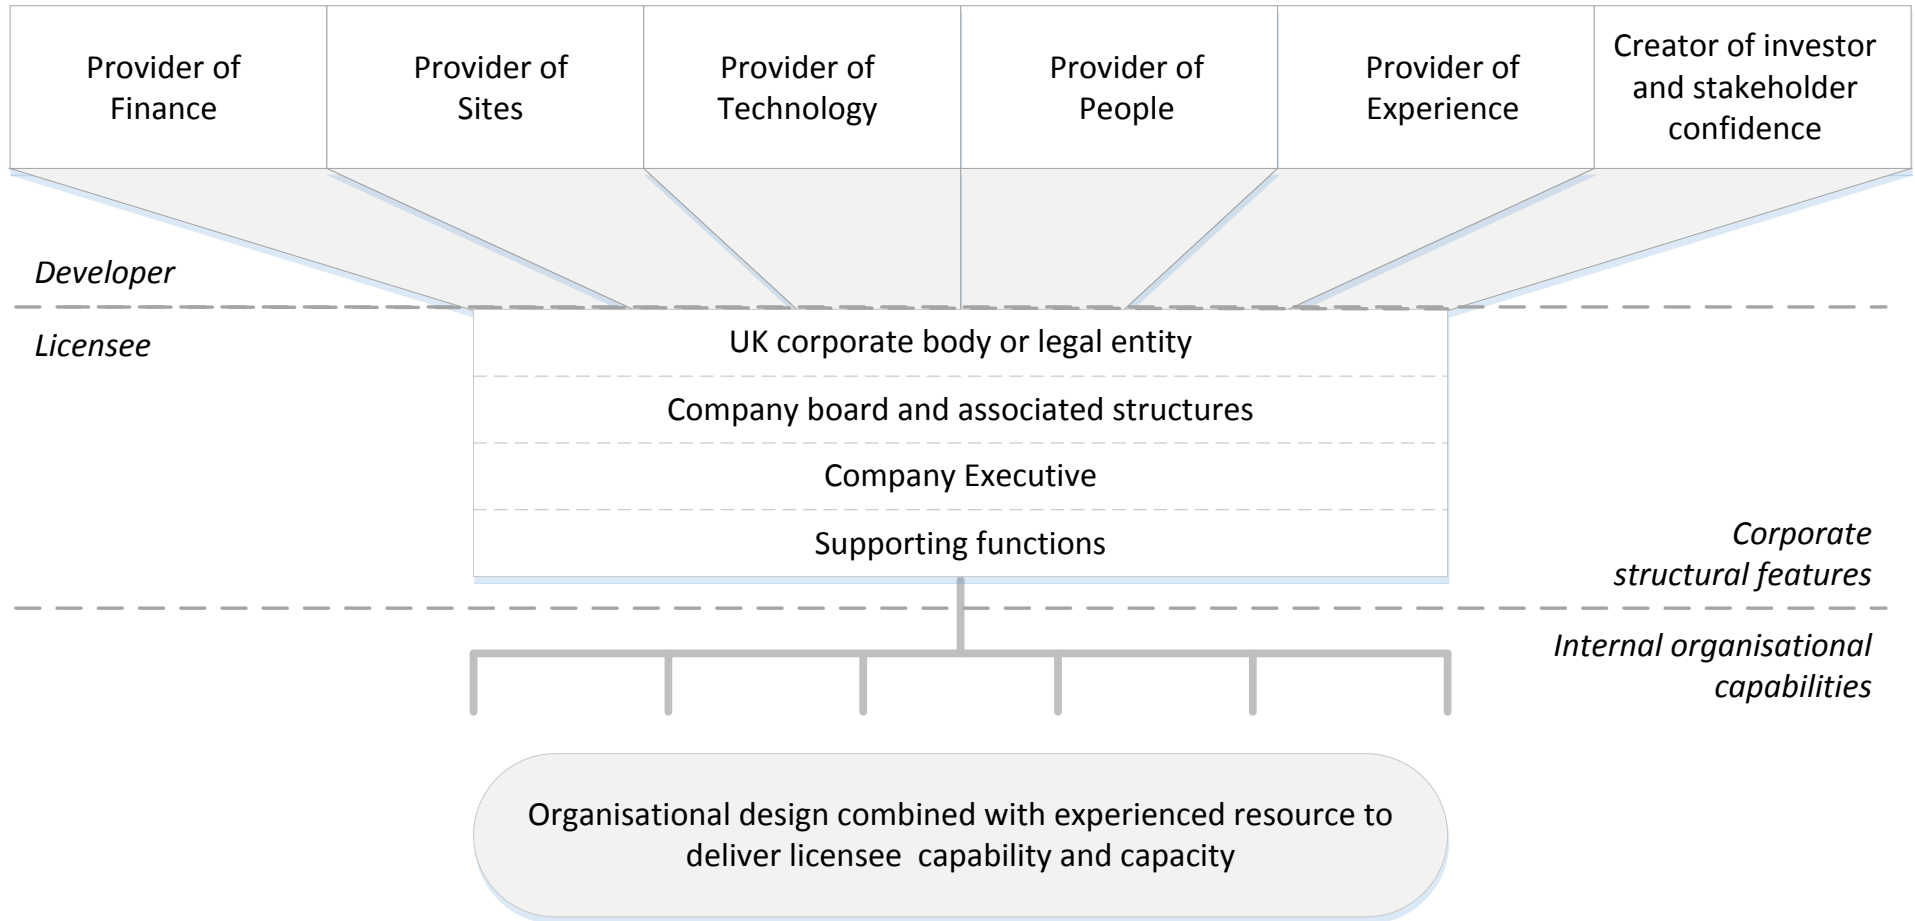 Provider of
Finance
Provider of
Sites
Provider of
Technology
Provider of
People
Provider of
Experience
Creator of investor
and stakeholder
confidence
Developer
Licensee
UK corporate body or legal entity
Company board and associated structures
Company Executive
Supporting functions
Corporate
structural features
Internal organisational
capabilities
Organisational design combined with experienced resource to
deliver licensee  capability and capacity